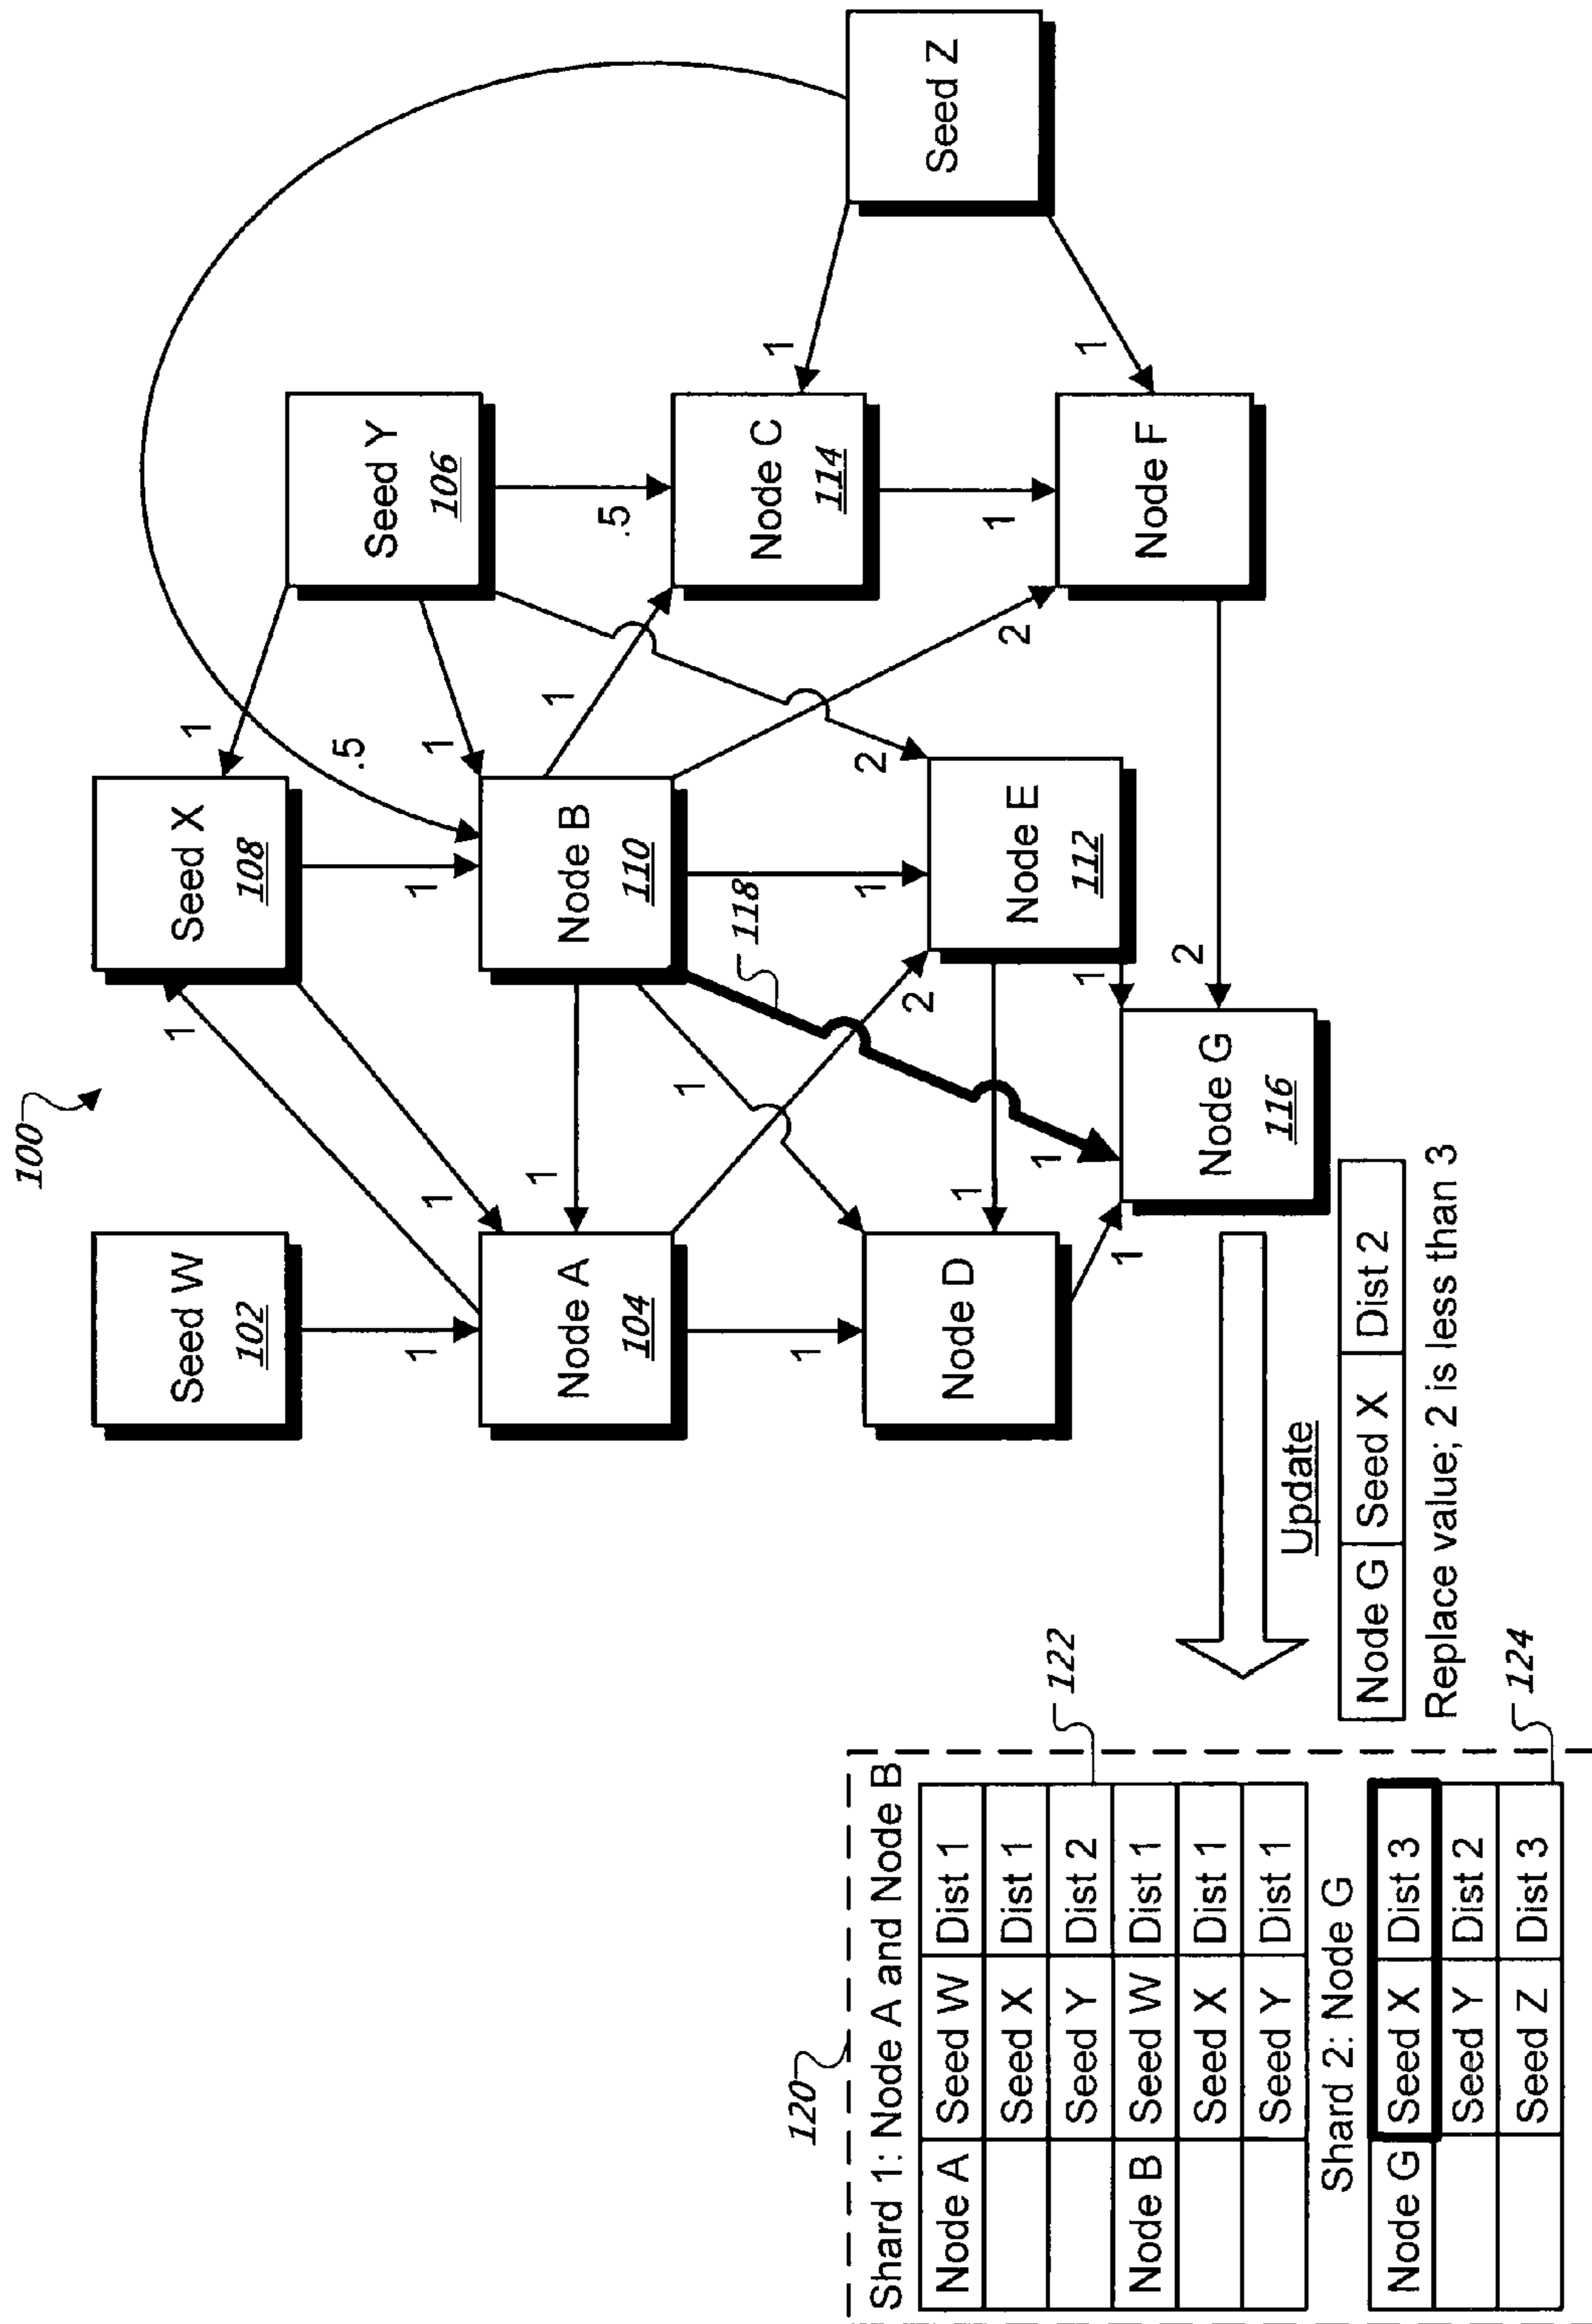 100
Seed W
102
Seed X
108
Seed Y
106
Seed Z
1
1
1
1
1
.5
1
.5
1
Node A
104
Node B
110
Node C
114
1
1
1
118
1
1
2
1
2
2
1
1
Node D
Node E
112
Node F
1
1
1
1
2
Node G
116
Update
Node G Seed X Dist 2
Replace value; 2 is less than 3
120
Shard 1: Node A and Node B
Node A Seed W Dist 1
Seed X Dist 1
Seed Y Dist 2
122
Node B Seed W Dist 1
Seed X Dist 1
Seed Y Dist 1
Shard 2: Node G
Node G Seed X Dist 3
Seed Y Dist 2
Seed Z Dist 3
124